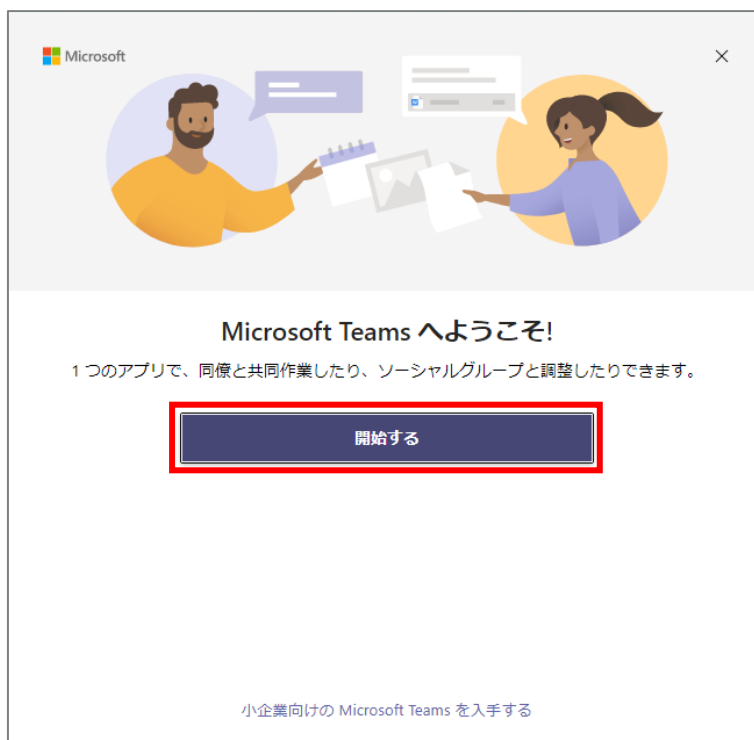 Microsoft
Microsoft Teams へようこそ!
1 つのアプリで、同僚と共同作業したり、ソーシャルグループと調整したりできます。
開始する
小企業向けの Microsoft Teams を入手する